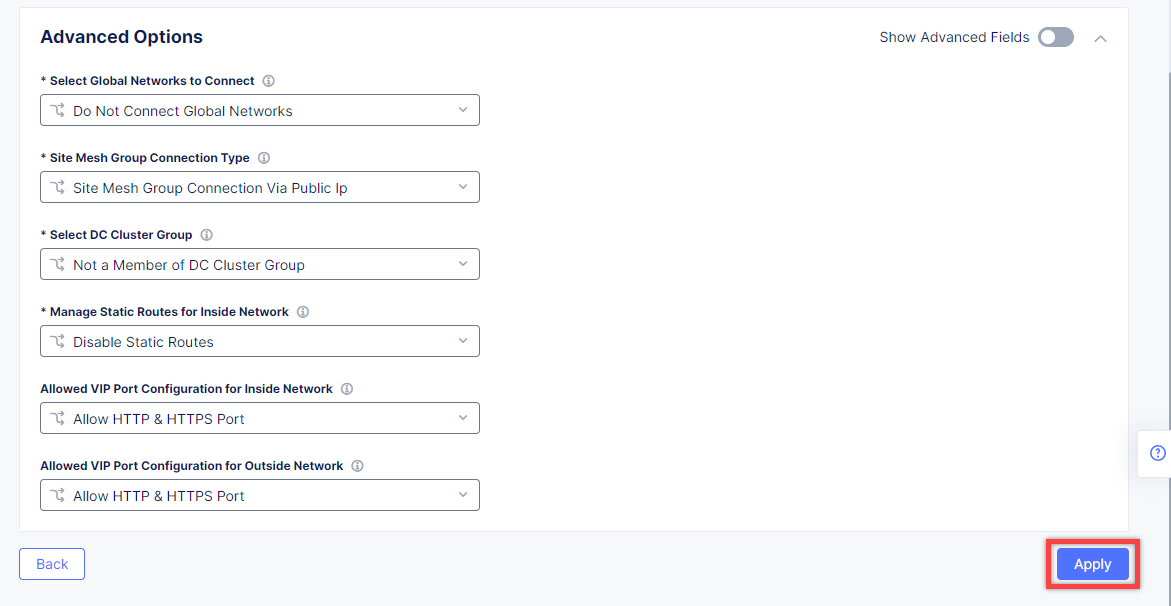 Advanced Options
Show Advanced Fields
* Select Global Networks to Connect
Do Not Connect Global Networks
* Site Mesh Group Connection Type
Site Mesh Group Connection Via Public Ip
* Select DC Cluster Group
Not a Member of DC Cluster Group
* Manage Static Routes for Inside Network
Disable Static Routes
Allowed VIP Port Configuration for Inside Network
Allow HTTP & HTTPS Port
Allowed VIP Port Configuration for Outside Network
Allow HTTP & HTTPS Port
Back
Apply